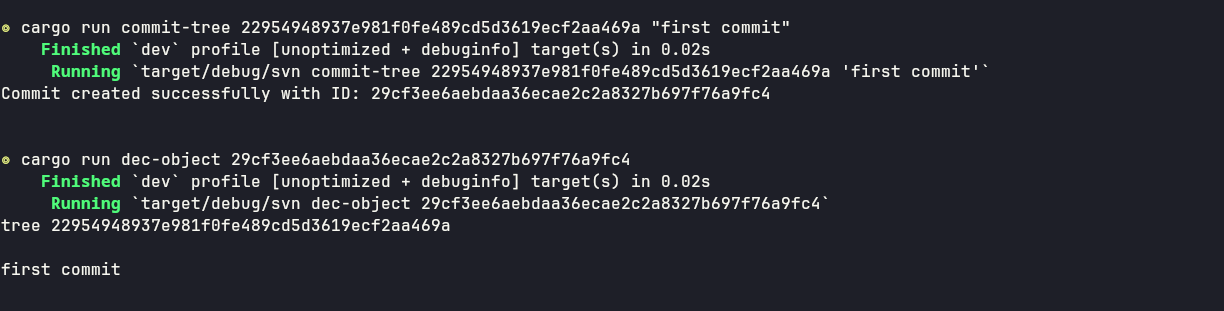 cargo run commit-tree 22954948937e981f0fe489cd5d3619ecf2aa469a "first commit"
Finished `dev` profile [unoptimized + debuginfo] target(s) in 0.02s
Running `target/debug/svn commit-tree 22954948937e981f0fe489cd5d3619ecf2aa469a 'first commit'`
Commit created successfully with ID: 29cf3ee6aebdaa36ecae2c2a8327b697f76a9fc4
cargo run dec-object 29cf3ee6aebdaa36ecae2c2a8327b697f76a9fc4
Finished `dev` profile [unoptimized + debuginfo] target(s) in 0.02s
Running `target/debug/svn dec-object 29cf3ee6aebdaa36ecae2c2a8327b697f76a9fc4`
tree 22954948937e981f0fe489cd5d3619ecf2aa469a
first commit